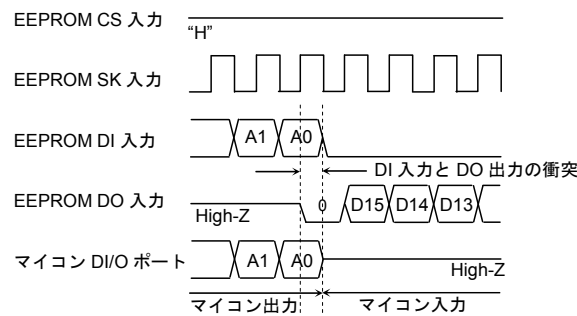 EEPROM CS 入力
“H”
EEPROM SK 入力
EEPROM DI 入力
A1 A0
DI 入力と DO 出力の衝突
EEPROM DO 入力
High-Z
0 D15 D14 D13
マイコン DI/O ポート
A1 A0
High-Z
マイコン出力 マイコン入力